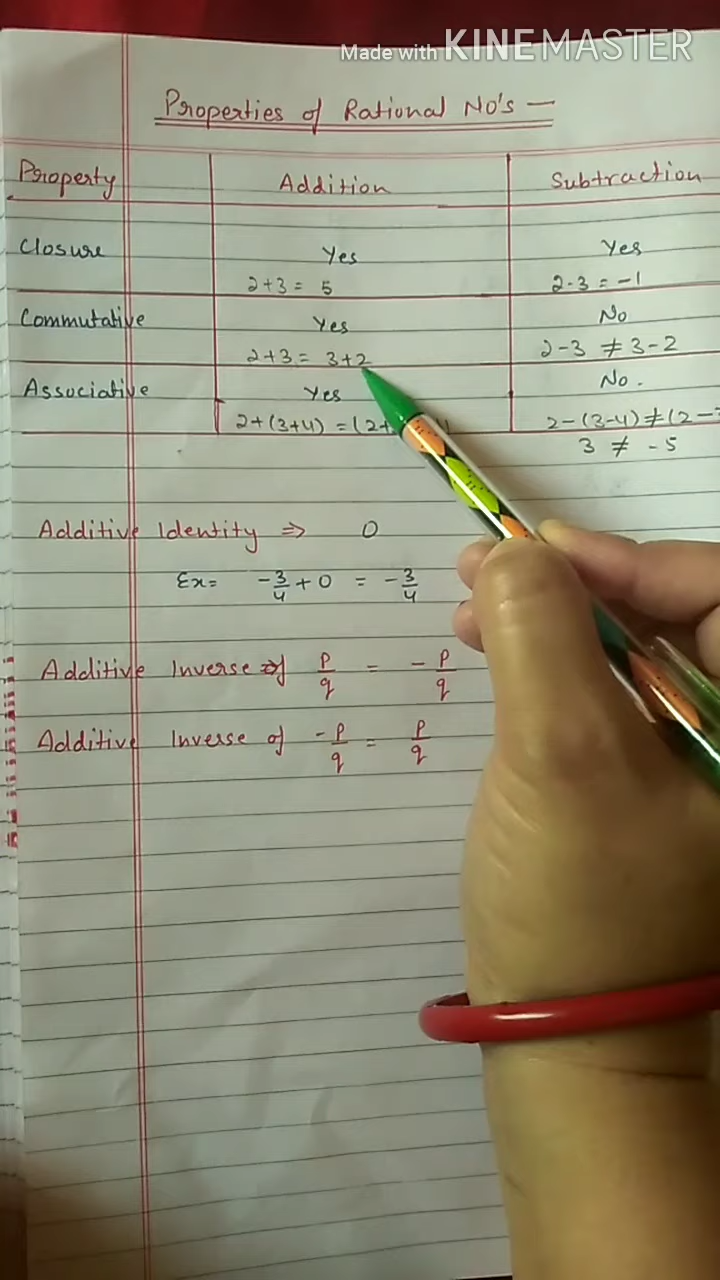 Made with KINEMASTER
Properties of Rational No's —
Property Addition Subtraction
Closure Yes Yes
2+3 = 5 2-3 = -1
Commutative Yes No
2+3 = 3+2 2-3 ≠ 3-2
Associative Yes No.
2+(3+4) = (2+ 2-(3-4) ≠ (2-
3 ≠ -5
Additive Identity ⇒ 0
Ex= -3/4 + 0 = -3/4
Additive Inverse of p/q = -p/q
Additive Inverse of -p/q = p/q